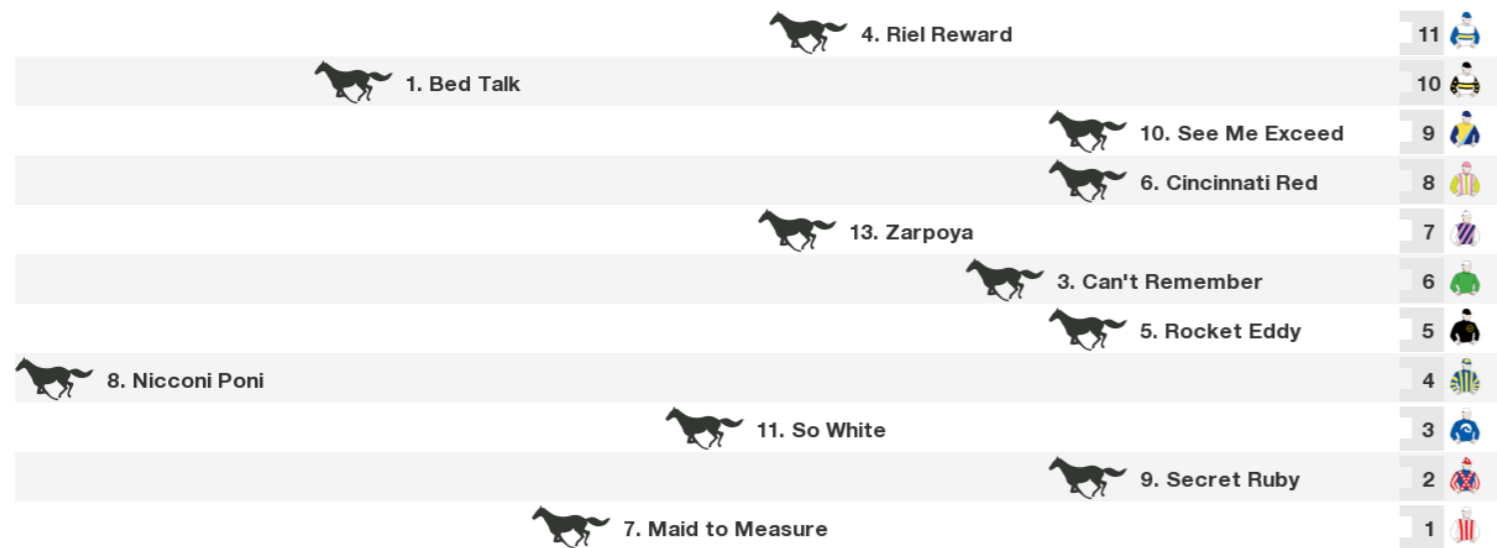 4. Riel Reward 11
1. Bed Talk 10
10. See Me Exceed 9
6. Cincinnati Red 8
13. Zarpoya 7
3. Can't Remember 6
5. Rocket Eddy 5
8. Nicconi Poni 4
11. So White 3
9. Secret Ruby 2
7. Maid to Measure 1